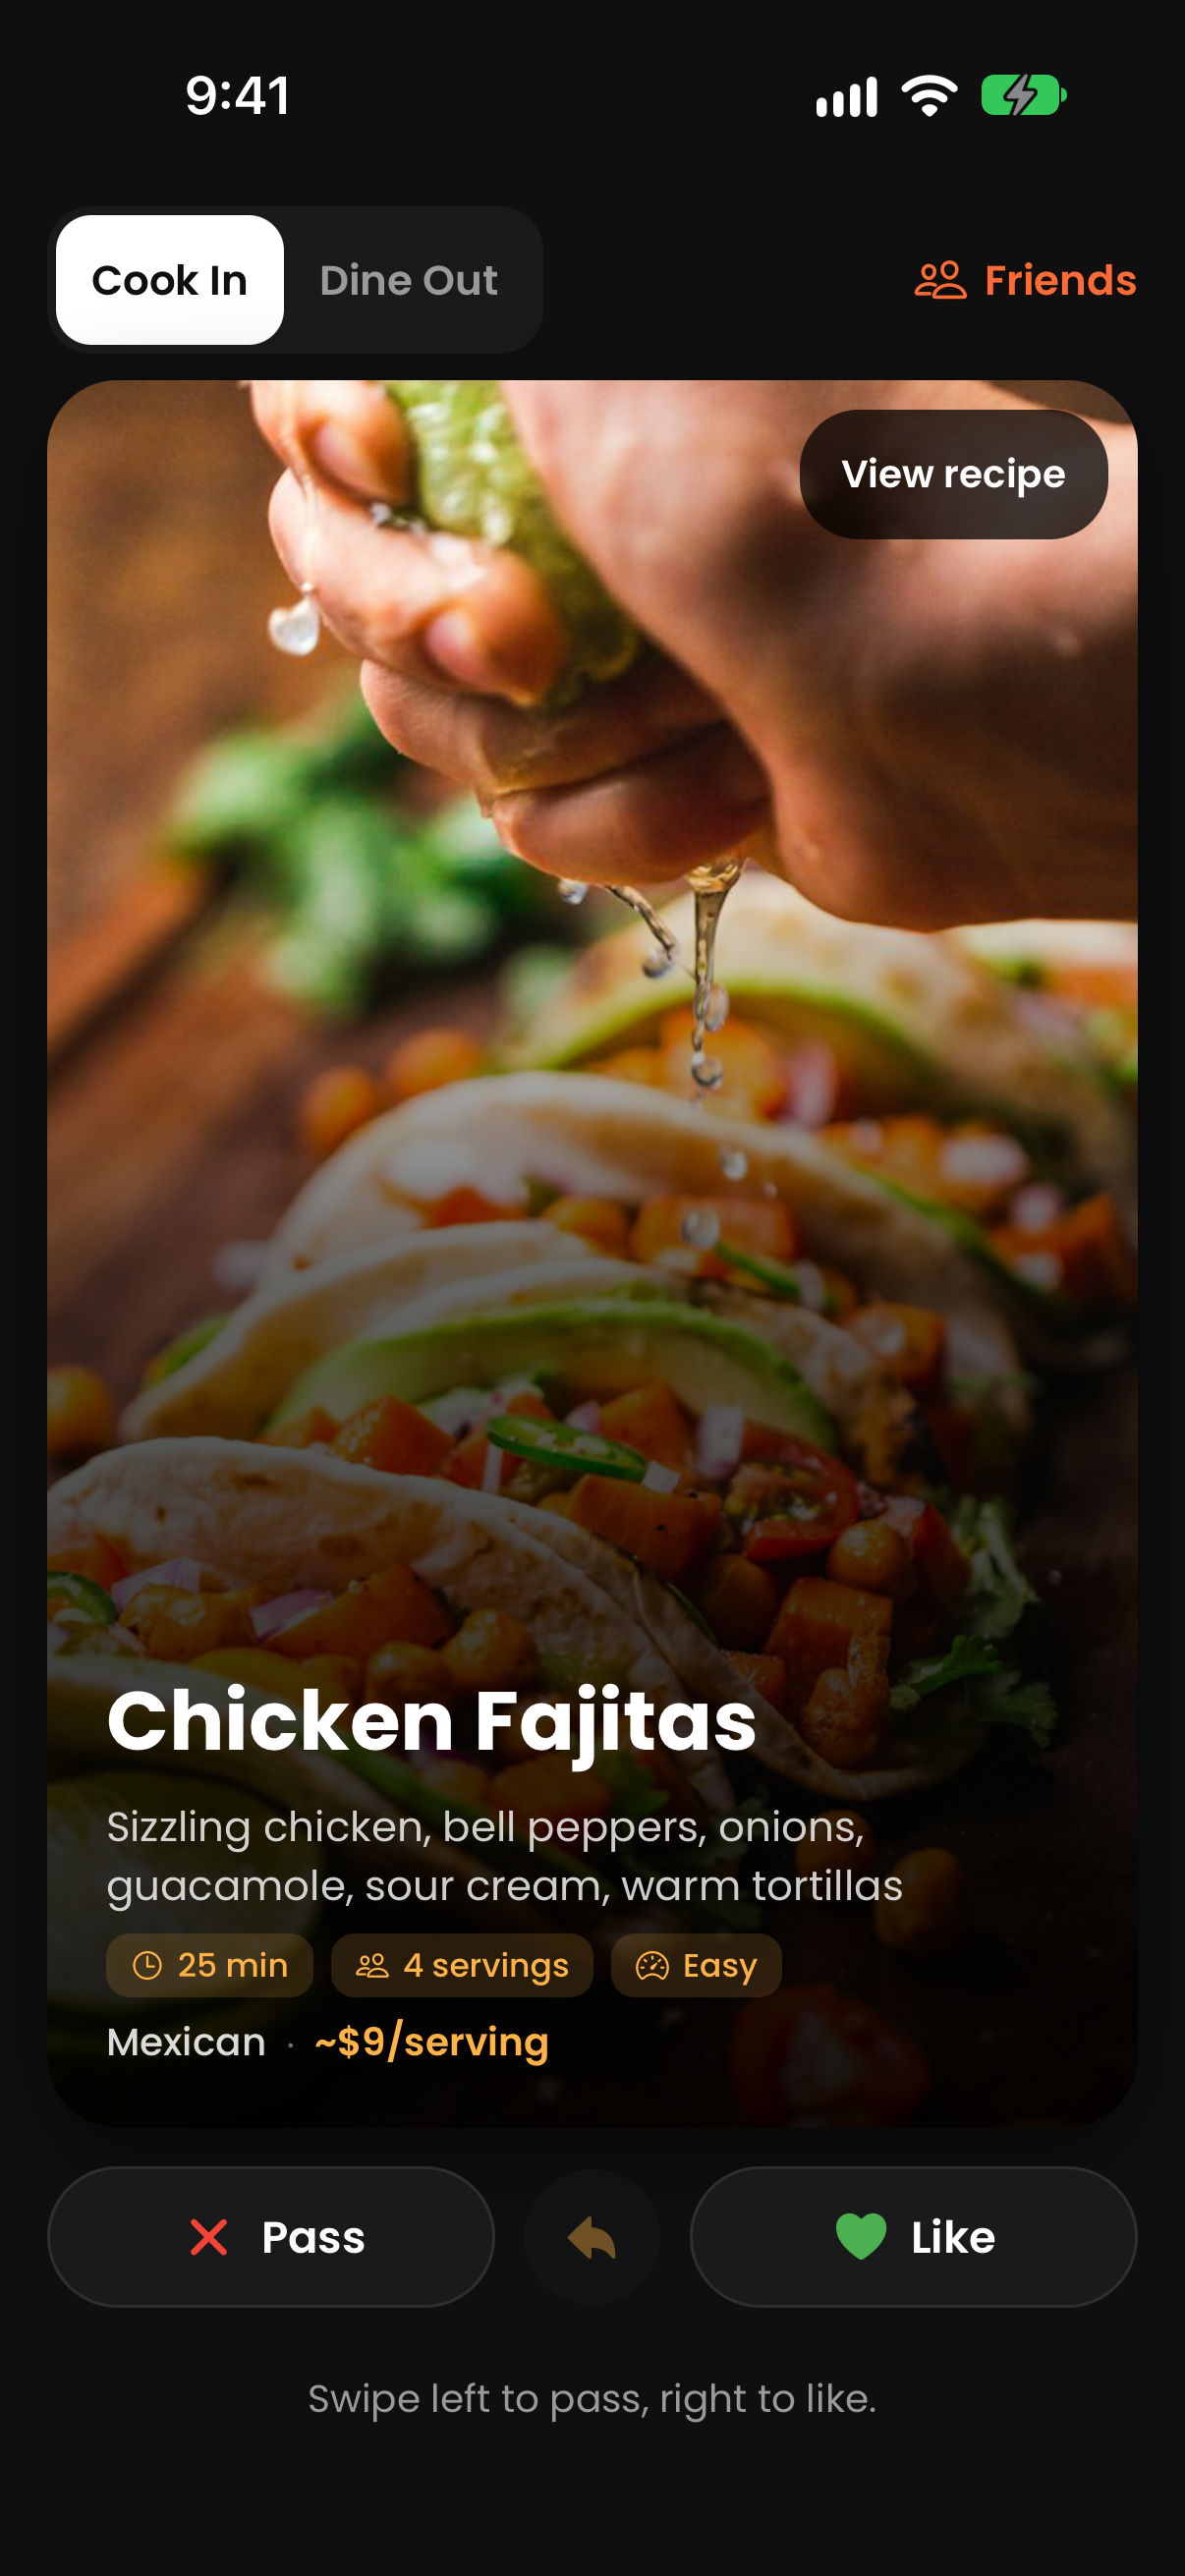 9:41
Cook In
Dine Out
Friends
View recipe
Chicken Fajitas
Sizzling chicken, bell peppers, onions,
guacamole, sour cream, warm tortillas
25 min
4 servings
Easy
Mexican · ~$9/serving
Pass
Like
Swipe left to pass, right to like.